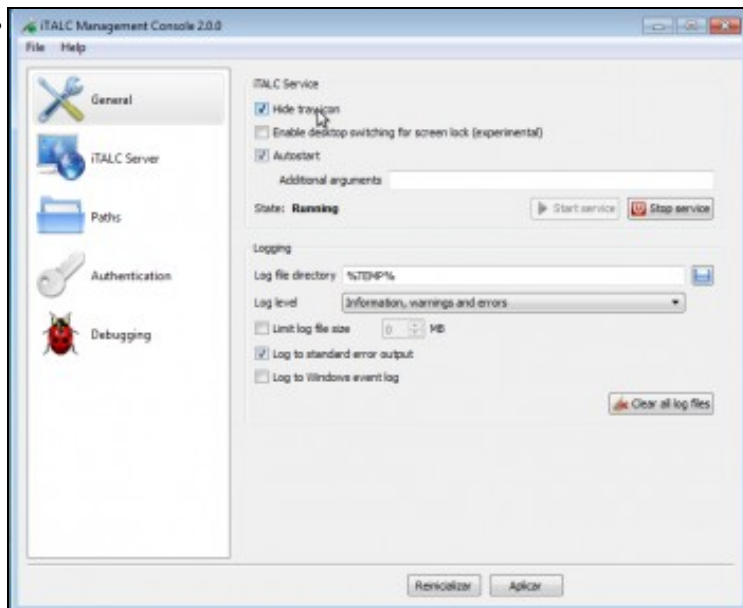 iTALC Management Console 2.0.0
File Help
General
iTALC Server
Paths
Authentication
Debugging
iTALC Service
Hide tray icon
Enable desktop switching for screen lock (experimental)
Autostart
Additional arguments
State: Running
Start service
Stop service
Logging
Log file directory %TEMP%
Log level Information, warnings and errors
Limit log file size 0 MB
Log to standard error output
Log to Windows event log
Clear all log files
Reinicializar Aplicar